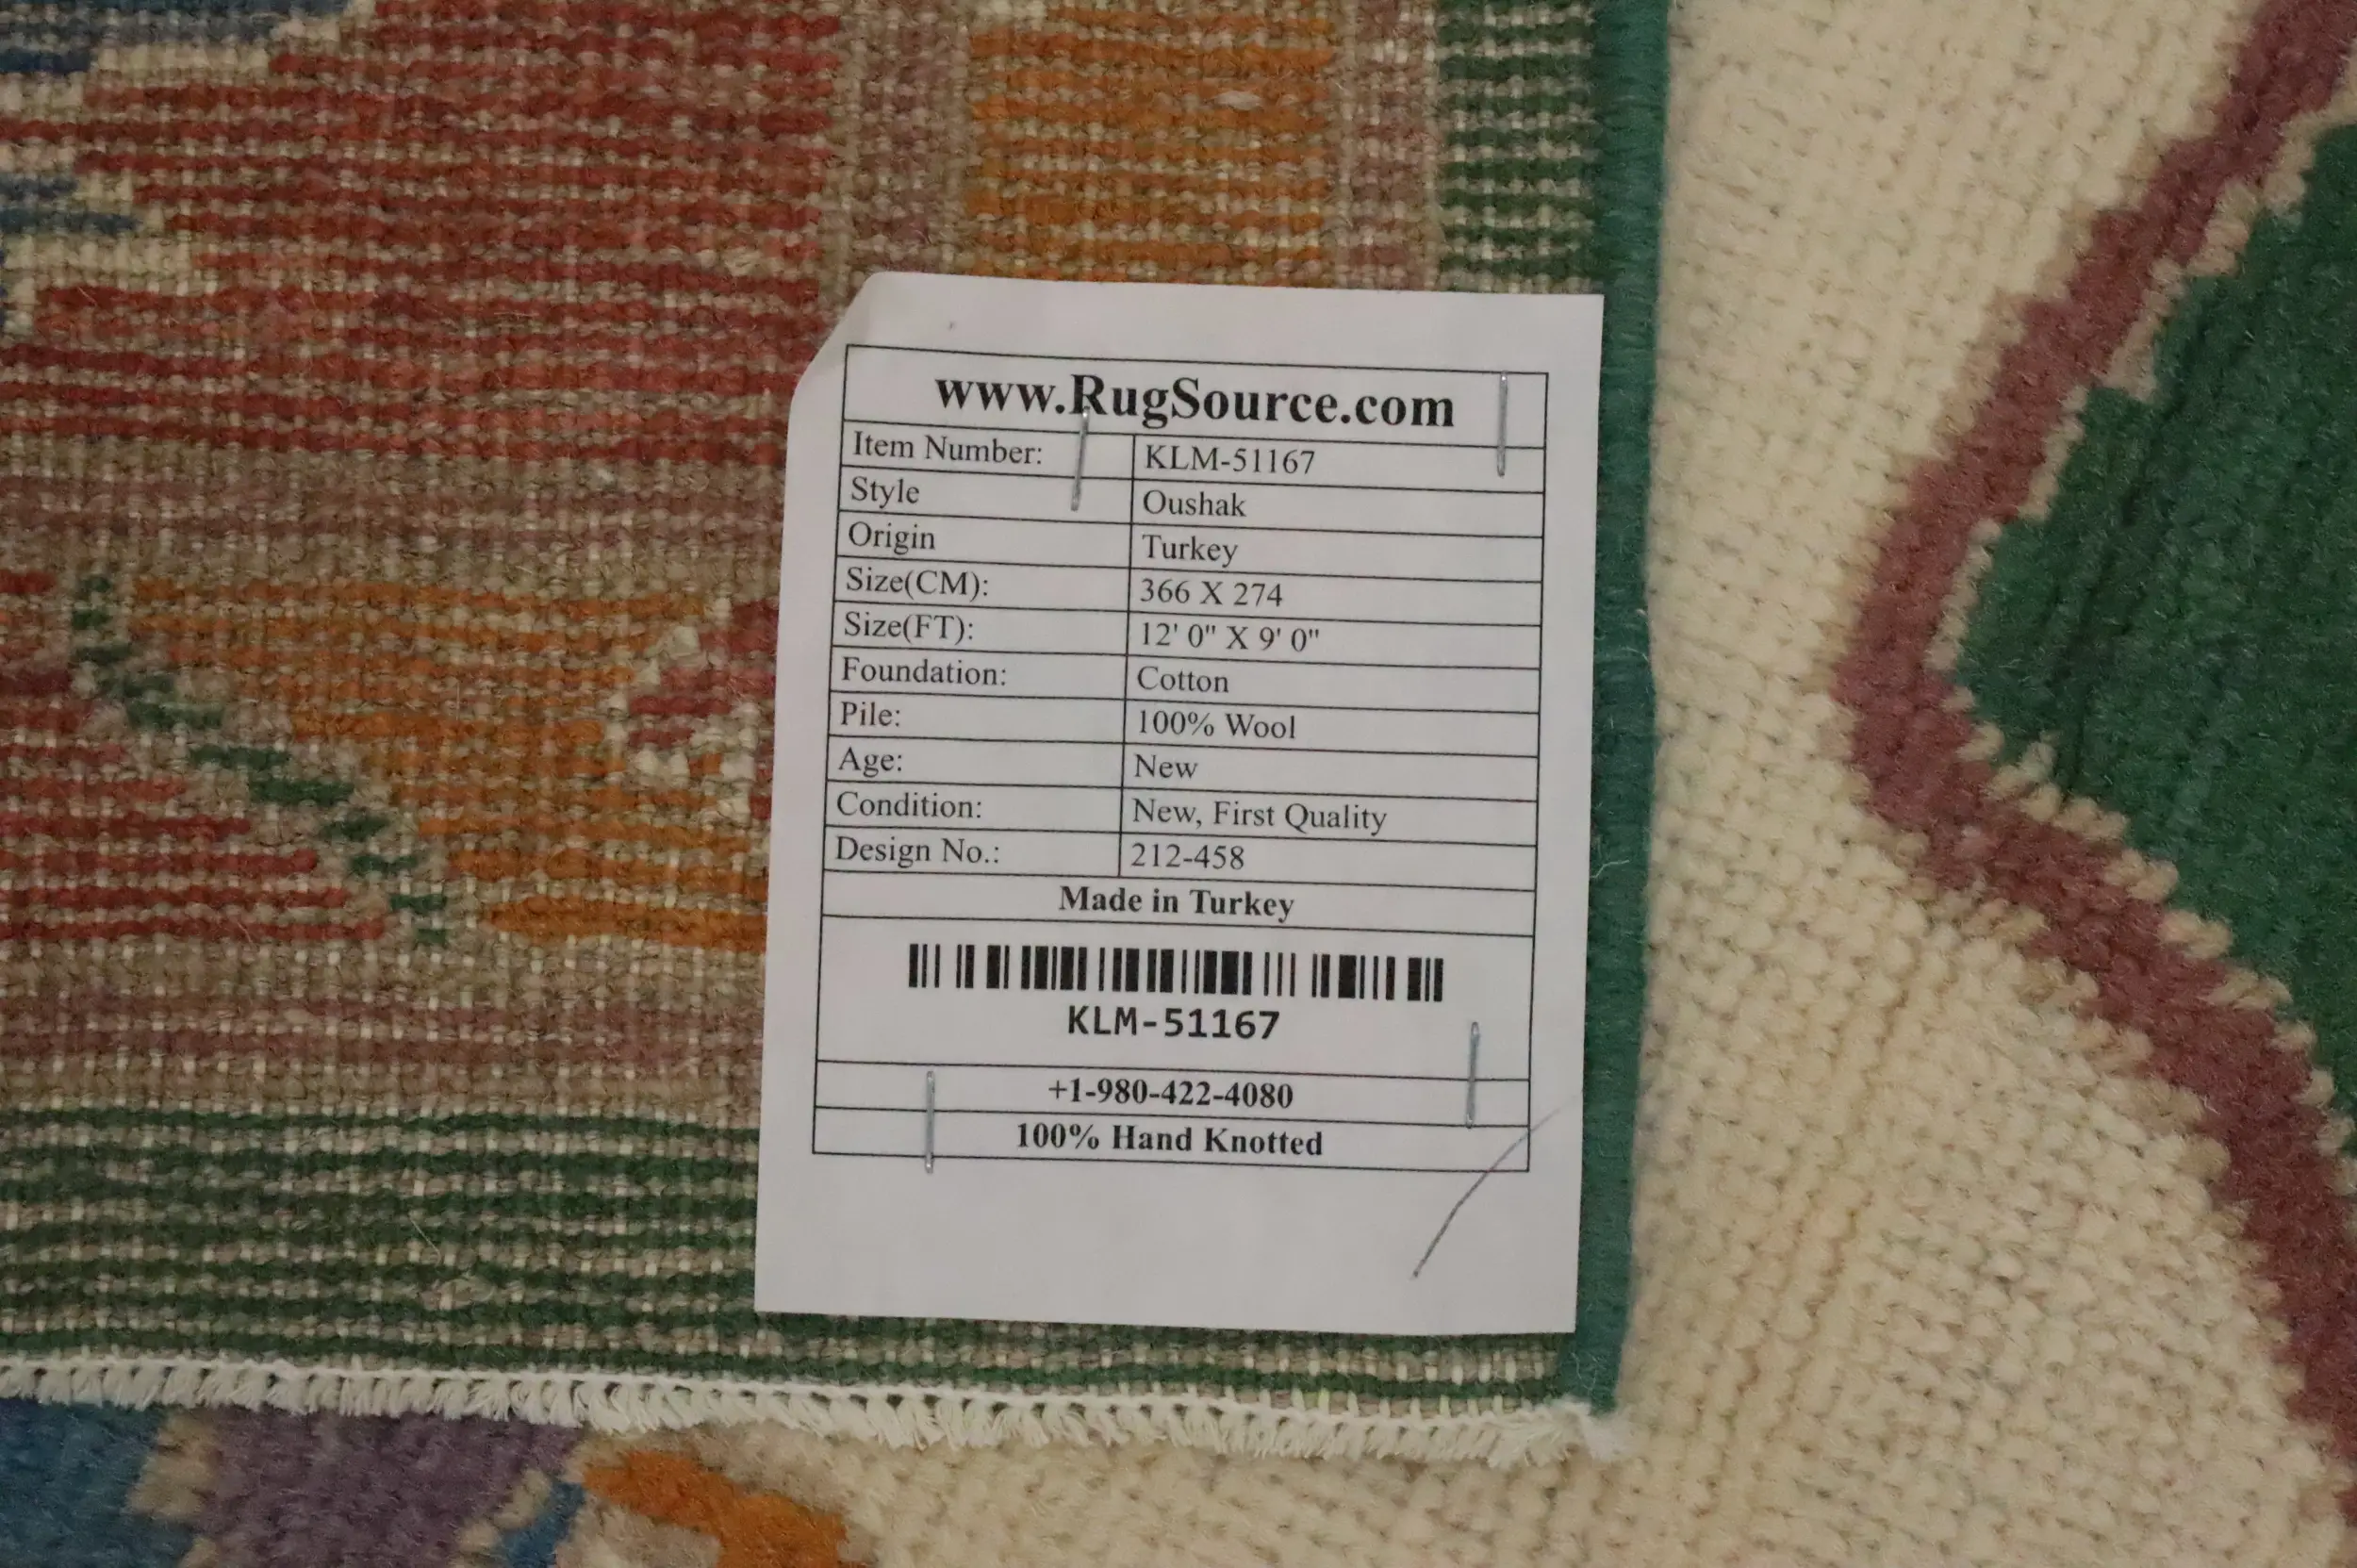 www.RugSource.com
Item Number: KLM-51167
Style Oushak
Origin Turkey
Size(CM): 366 X 274
Size(FT): 12' 0" X 9' 0"
Foundation: Cotton
Pile: 100% Wool
Age: New
Condition: New, First Quality
Design No.: 212-458
Made in Turkey
KLM-51167
+1-980-422-4080
100% Hand Knotted